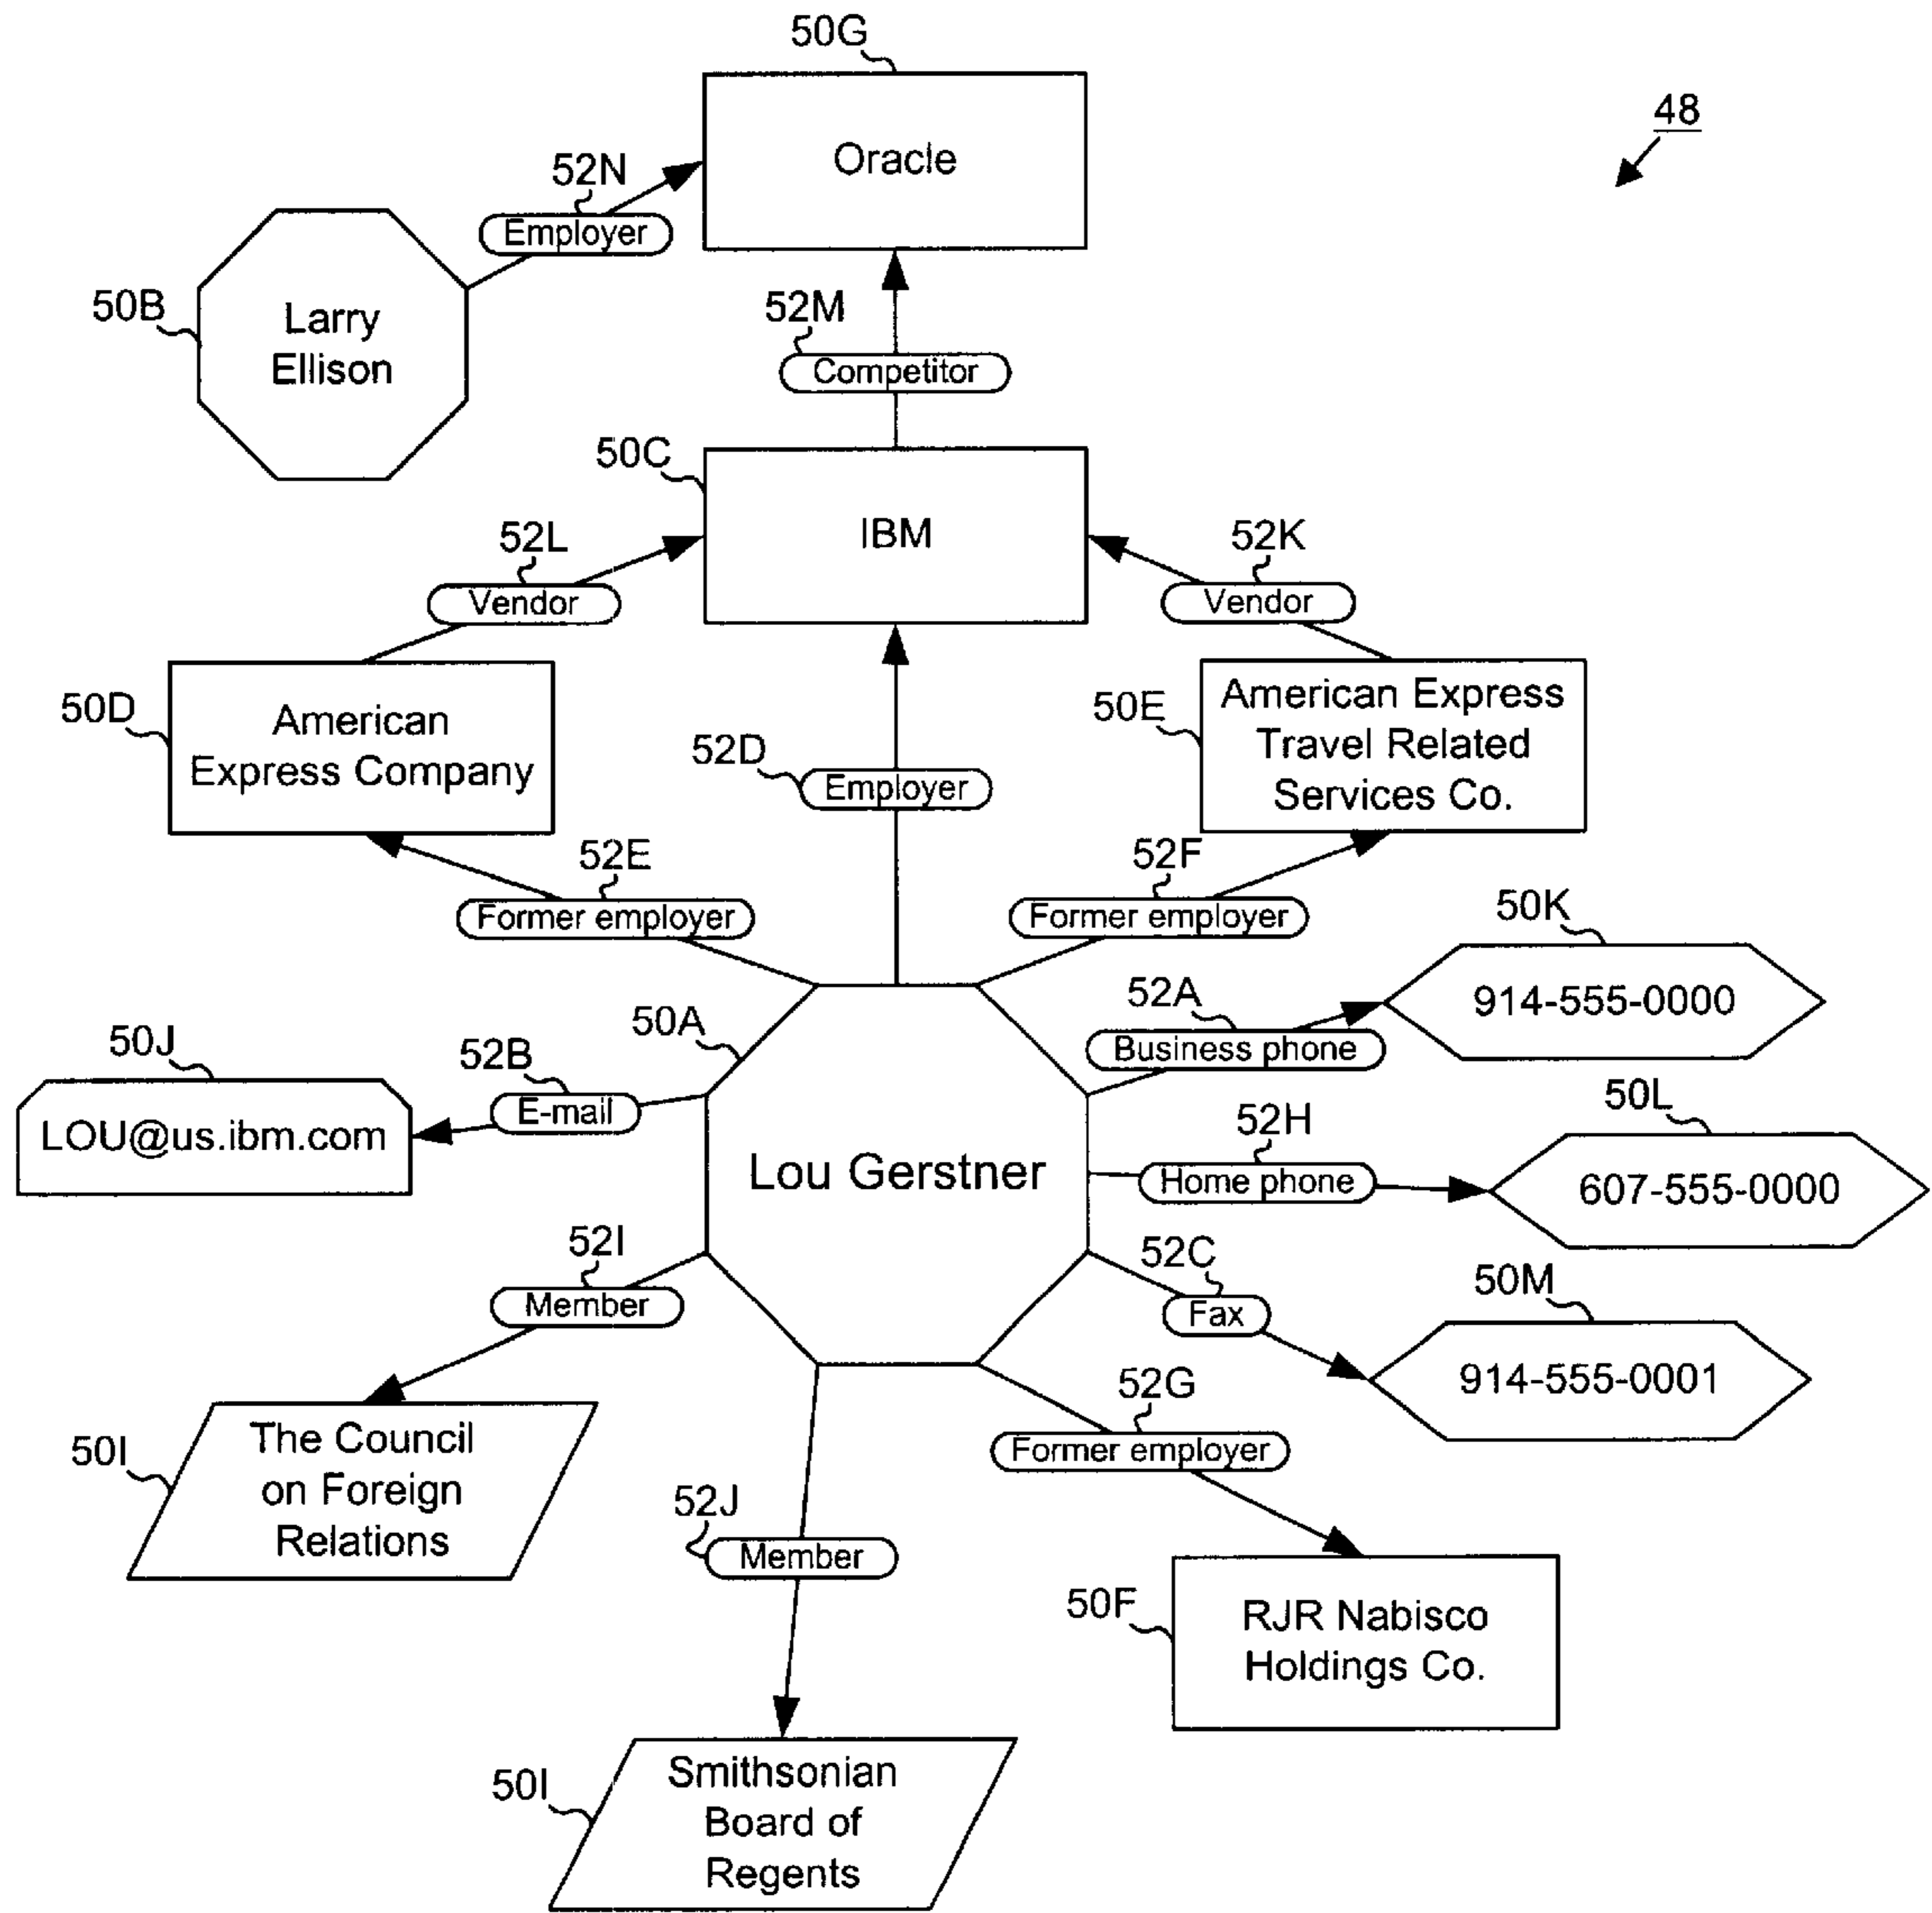 50G
48
Oracle
52N
Employer
50B
Larry
Ellison
52M
Competitor
50C
IBM
52L
Vendor
52K
Vendor
50D
American
Express Company
50E
American Express
Travel Related
Services Co.
52D
Employer
52E
Former employer
52F
Former employer
50K
914-555-0000
52A
Business phone
50A
50J
LOU@us.ibm.com
52B
E-mail
Lou Gerstner
52H
Home phone
50L
607-555-0000
52I
Member
52C
Fax
50M
914-555-0001
50I
The Council
on Foreign
Relations
52G
Former employer
52J
Member
50F
RJR Nabisco
Holdings Co.
50I
Smithsonian
Board of
Regents